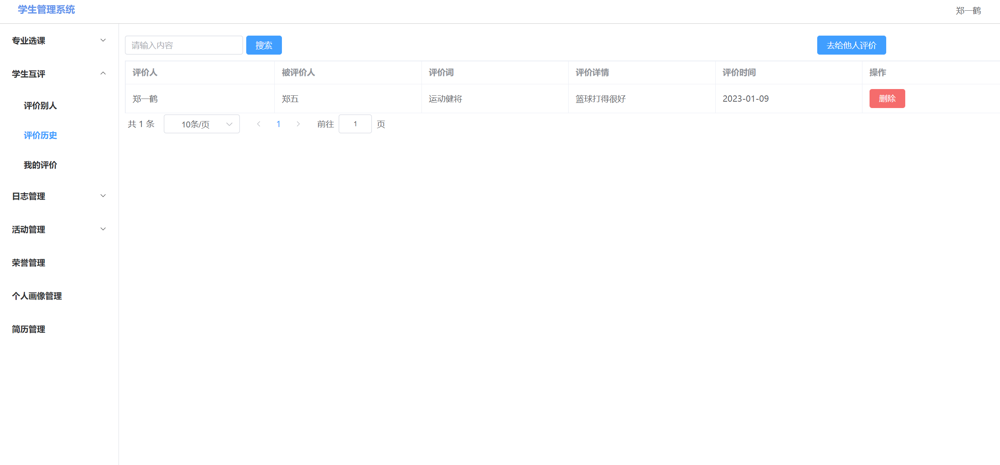 学生管理系统
郑一鹤
专业选课
学生互评
评价别人
评价历史
我的评价
日志管理
活动管理
荣誉管理
个人画像管理
简历管理
请输入内容 搜索 去给他人评价
评价人 被评价人 评价词 评价详情 评价时间 操作
郑一鹤 郑五 运动健将 篮球打得很好 2023-01-09 删除
共 1 条 10条/页 1 前往 1 页